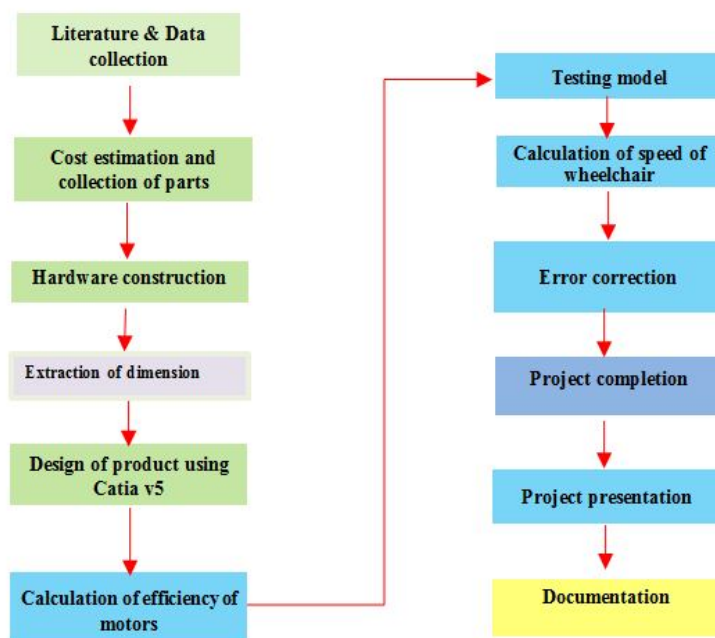 Literature & Data
collection
Cost estimation and
collection of parts
Hardware construction
Extraction of dimension
Design of product using
Catia v5
Calculation of efficiency of
motors
Testing model
Calculation of speed of
wheelchair
Error correction
Project completion
Project presentation
Documentation